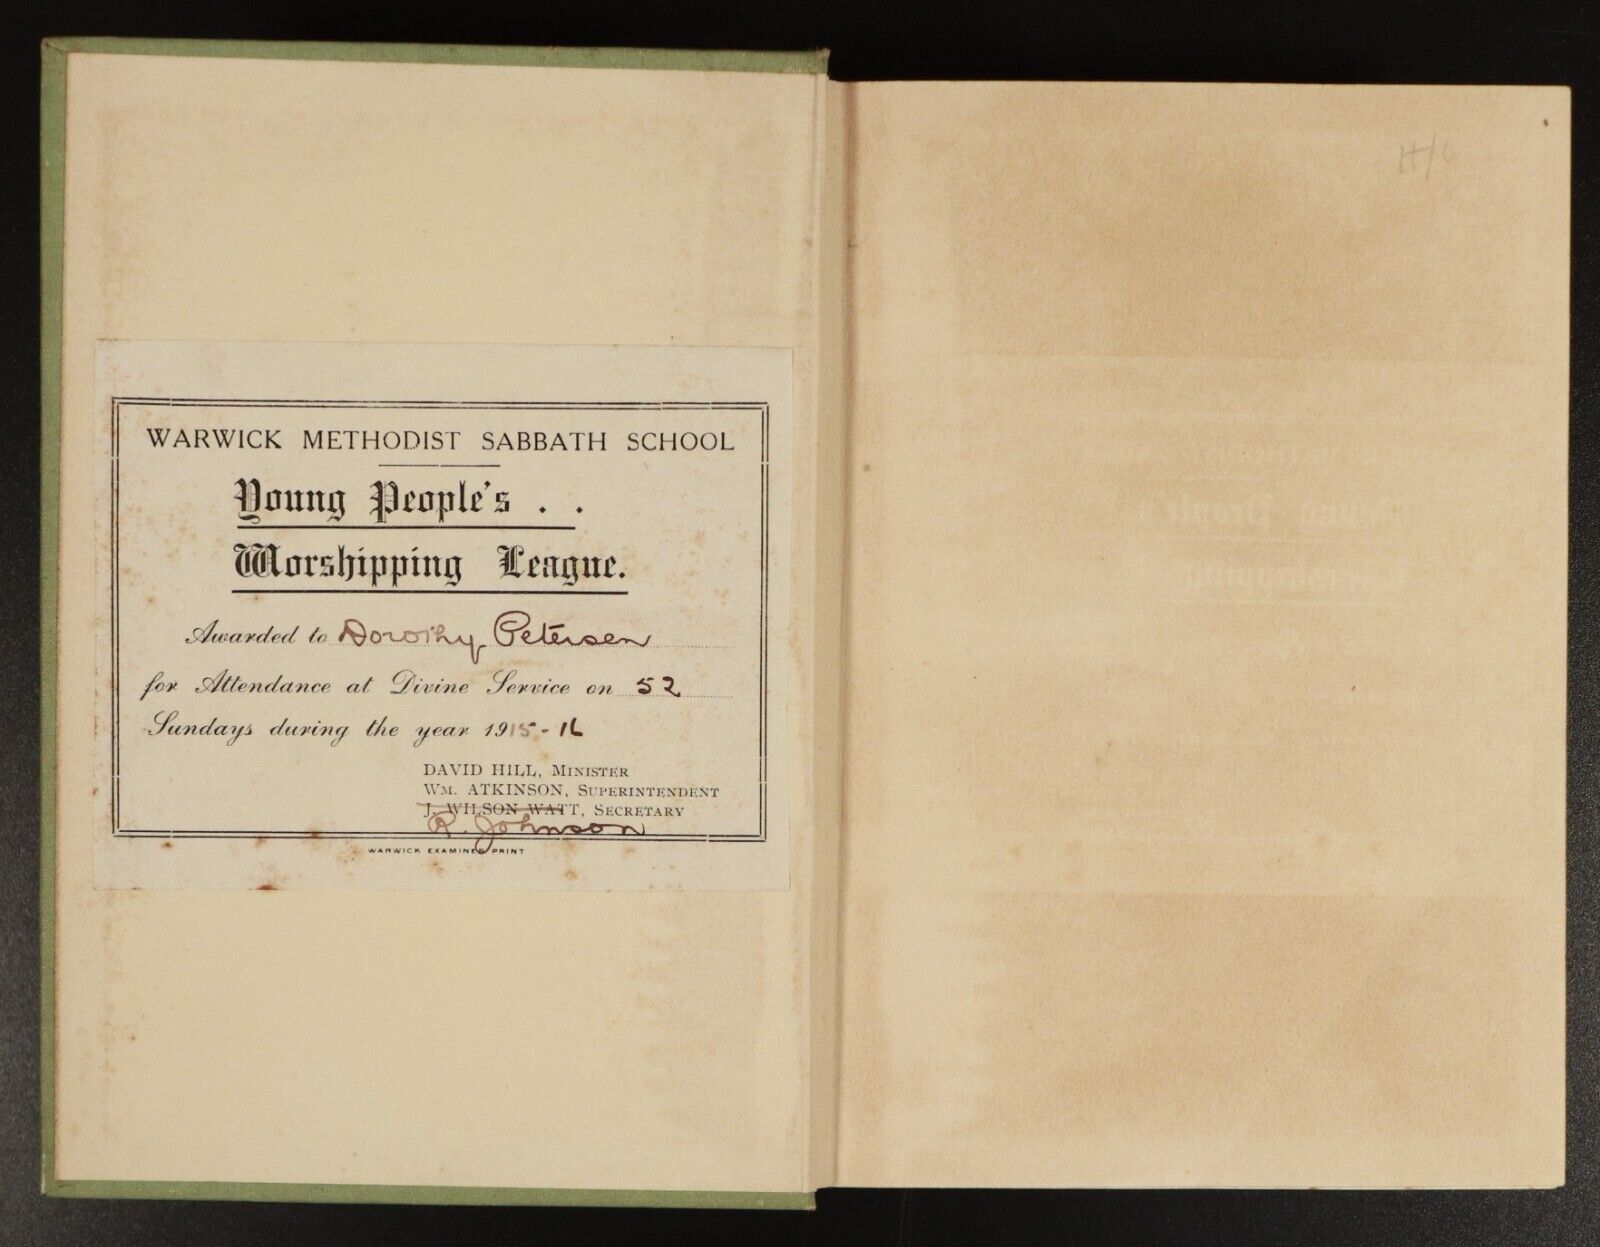 WARWICK METHODIST SABBATH SCHOOL
Young People's . .
Worshipping League.
Awarded to Dorothy Petersen
for Attendance at Divine Service on 52
Sundays during the year 1915-16
DAVID HILL, MINISTER
WM. ATKINSON, SUPERINTENDENT
J. WILSON WATT, SECRETARY
R. Johnson
WARWICK EXAMINER PRINT